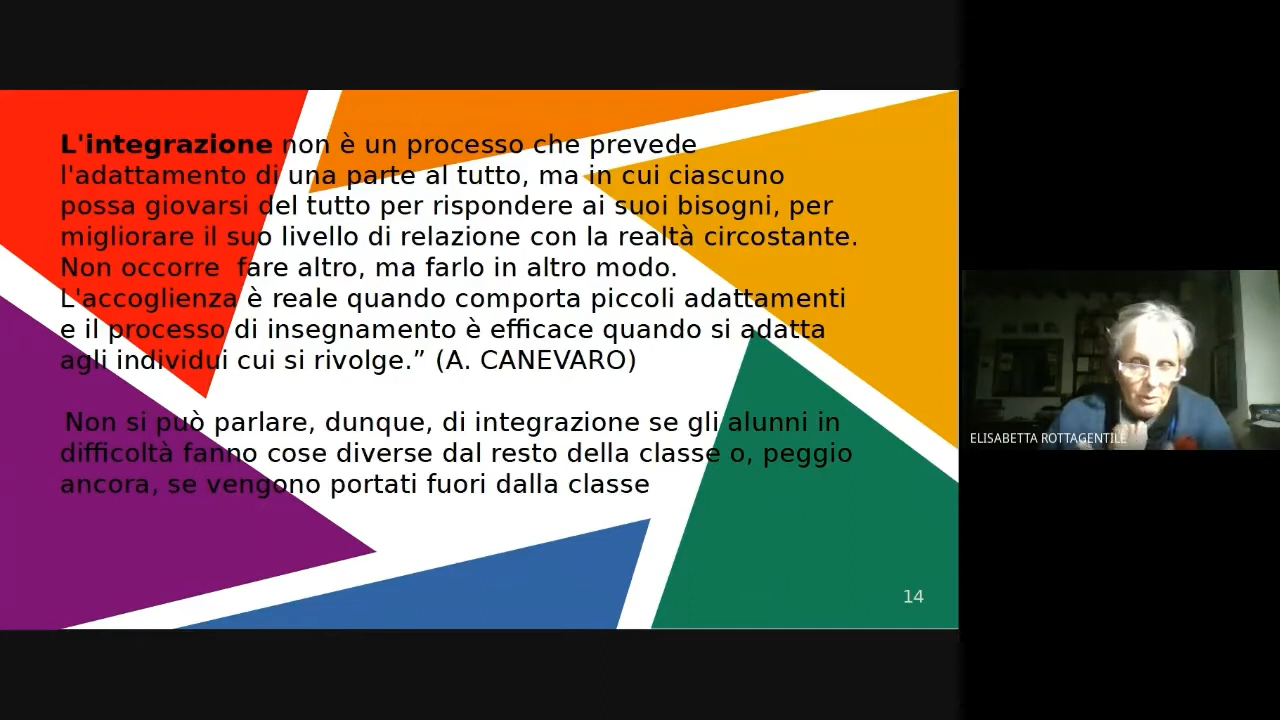 L'integrazione non è un processo che prevede
l'adattamento di una parte al tutto, ma in cui ciascuno
possa giovarsi del tutto per rispondere ai suoi bisogni, per
migliorare il suo livello di relazione con la realtà circostante.
Non occorre  fare altro, ma farlo in altro modo.
L'accoglienza è reale quando comporta piccoli adattamenti
e il processo di insegnamento è efficace quando si adatta
agli individui cui si rivolge.” (A. CANEVARO)
Non si può parlare, dunque, di integrazione se gli alunni in
difficoltà fanno cose diverse dal resto della classe o, peggio
ancora, se vengono portati fuori dalla classe
14
ELISABETTA ROTTAGENTILE